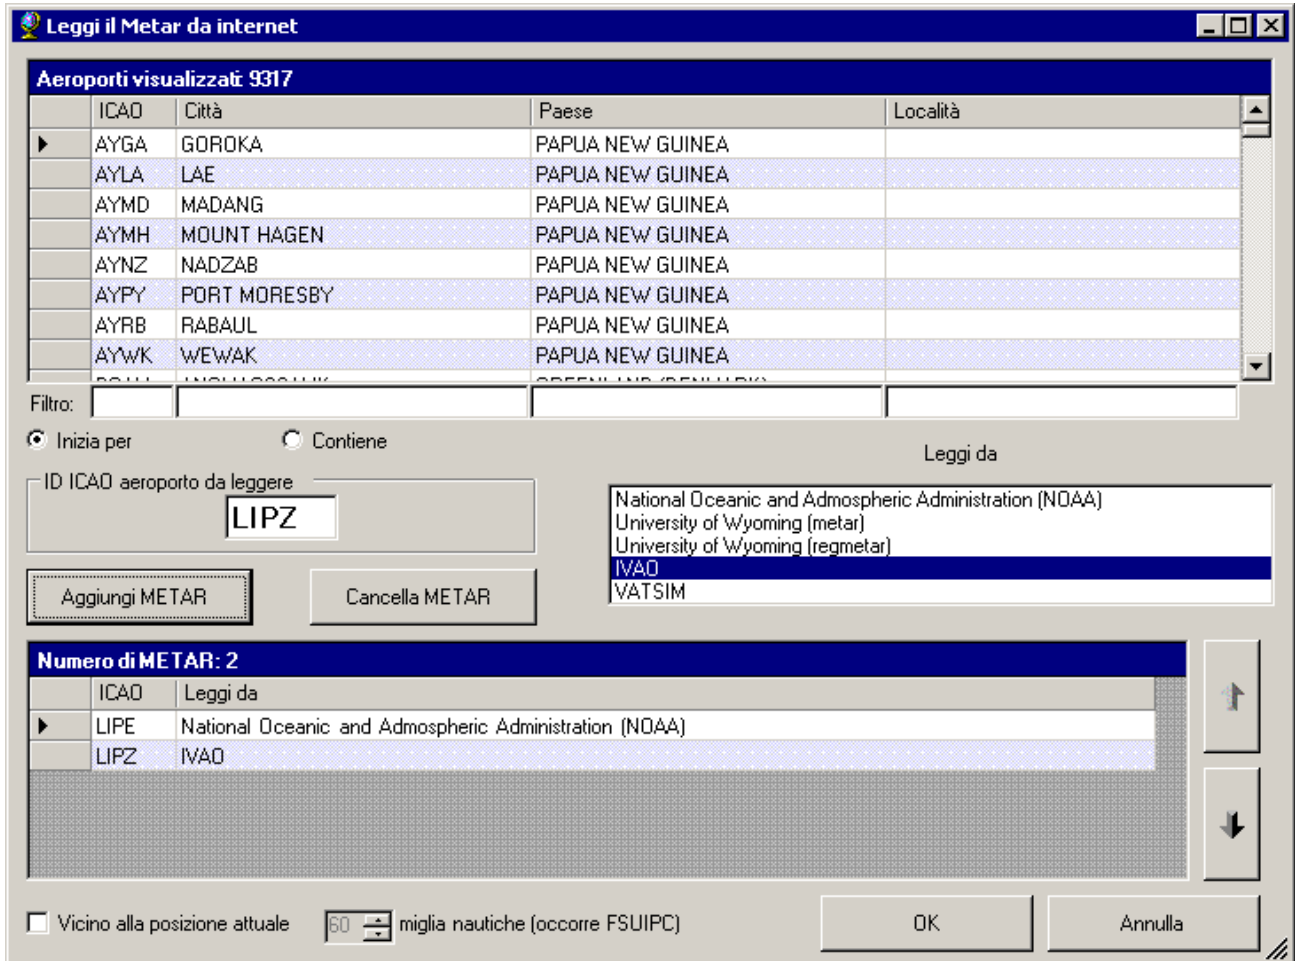 Leggi il Metar da internet
Aeroporti visualizzati: 9317
ICAO Città Paese Località
AYGA GOROKA PAPUA NEW GUINEA
AYLA LAE PAPUA NEW GUINEA
AYMD MADANG PAPUA NEW GUINEA
AYMH MOUNT HAGEN PAPUA NEW GUINEA
AYNZ NADZAB PAPUA NEW GUINEA
AYPY PORT MORESBY PAPUA NEW GUINEA
AYRB RABAUL PAPUA NEW GUINEA
AYWK WEWAK PAPUA NEW GUINEA
Filtro:
Inizia per Contiene
Leggi da
ID ICAO aeroporto da leggere
LIPZ
National Oceanic and Admospheric Administration (NOAA)
University of Wyoming (metar)
University of Wyoming (regmetar)
IVAO
VATSIM
Aggiungi METAR Cancella METAR
Numero di METAR: 2
ICAO Leggi da
LIPE National Oceanic and Admospheric Administration (NOAA)
LIPZ IVAO
Vicino alla posizione attuale 60 miglia nautiche (occorre FSUIPC) OK Annulla